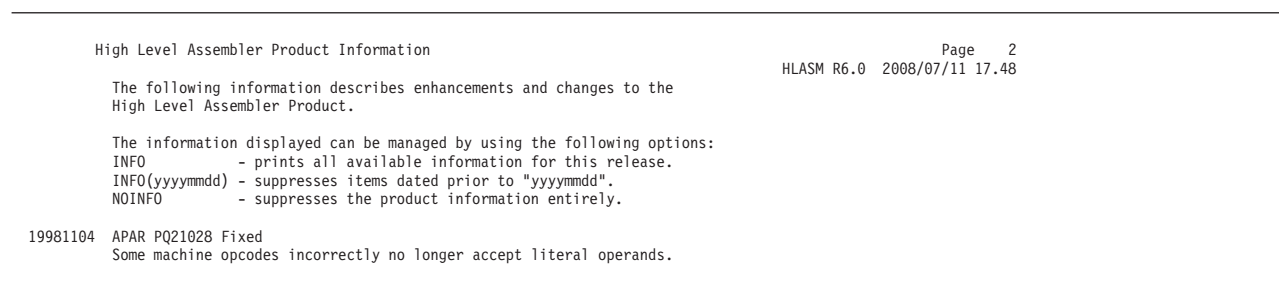 High Level Assembler Product Information Page 2
HLASM R6.0 2008/07/11 17.48
The following information describes enhancements and changes to the
High Level Assembler Product.
The information displayed can be managed by using the following options:
INFO - prints all available information for this release.
INFO(yyyymmdd) - suppresses items dated prior to "yyyymmdd".
NOINFO - suppresses the product information entirely.
19981104 APAR PQ21028 Fixed
Some machine opcodes incorrectly no longer accept literal operands.